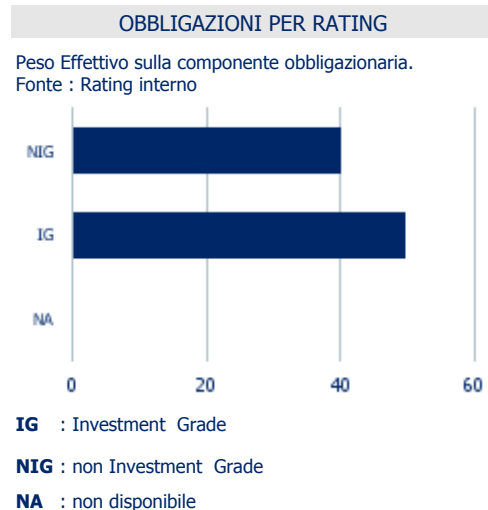 OBBLIGAZIONI PER RATING
Peso Effettivo sulla componente obbligazionaria.
Fonte : Rating interno
NIG
IG
NA
0 20 40 60
IG : Investment Grade
NIG : non Investment Grade
NA : non disponibile